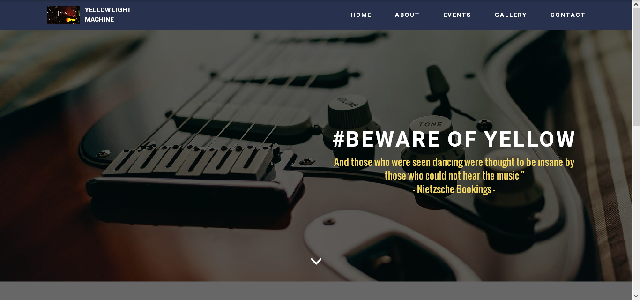 YELLOWLIGHT
MACHINE
HOME ABOUT EVENTS GALLERY CONTACT
TONE
#BEWARE OF YELLOW
And those who were seen dancing were thought to be insane by
those who could not hear the music "
- Nietzsche Bookings -